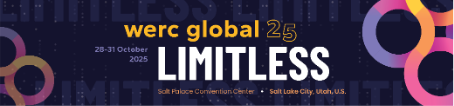 werc global 25
28-31 October
2025
LIMITLESS
Salt Palace Convention Center • Salt Lake City, Utah, U.S.